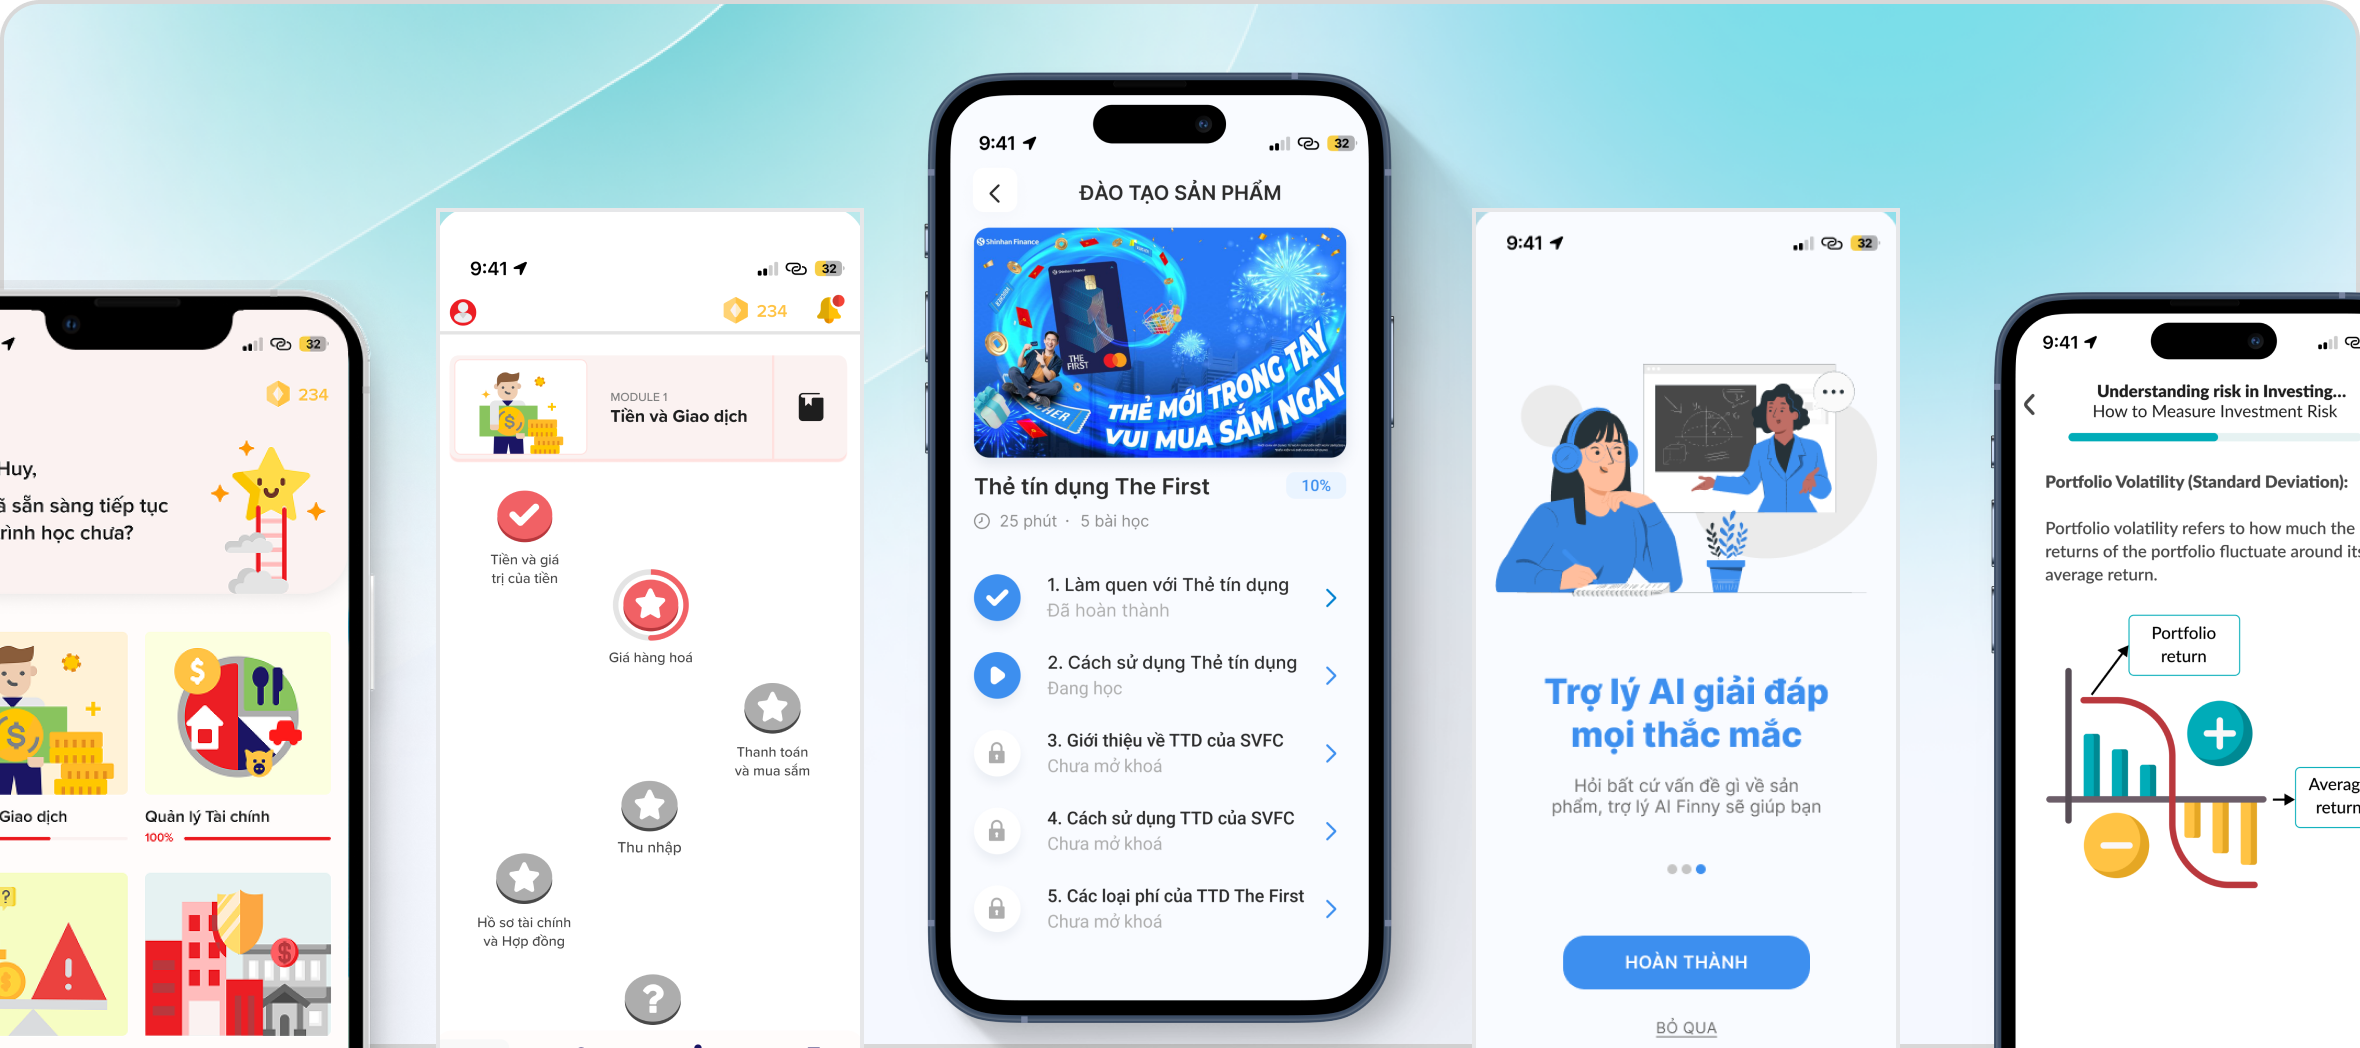 32
234
Huy,
ã sẵn sàng tiếp tục
rình học chưa?
Giao dịch
Quản lý Tài chính
100%
?
9:41
32
234
MODULE 1
Tiền và Giao dịch
Tiền và giá
trị của tiền
Giá hàng hoá
Thanh toán
và mua sắm
Thu nhập
Hồ sơ tài chính
và Hợp đồng
?
9:41
32
ĐÀO TẠO SẢN PHẨM
Shinhan Finance
THE
FIRST
THẺ MỚI TRONG TAY
VUI MUA SẮM NGAY
Thẻ tín dụng The First
10%
25 phút · 5 bài học
1. Làm quen với Thẻ tín dụng
Đã hoàn thành
2. Cách sử dụng Thẻ tín dụng
Đang học
3. Giới thiệu về TTD của SVFC
Chưa mở khoá
4. Cách sử dụng TTD của SVFC
Chưa mở khoá
5. Các loại phí của TTD The First
Chưa mở khoá
9:41
32
Trợ lý AI giải đáp
mọi thắc mắc
Hỏi bất cứ vấn đề gì về sản
phẩm, trợ lý AI Finny sẽ giúp bạn
HOÀN THÀNH
BỎ QUA
9:41
Understanding risk in Investing...
How to Measure Investment Risk
Portfolio Volatility (Standard Deviation):
Portfolio volatility refers to how much the
returns of the portfolio fluctuate around its
average return.
Portfolio
return
Averag
return